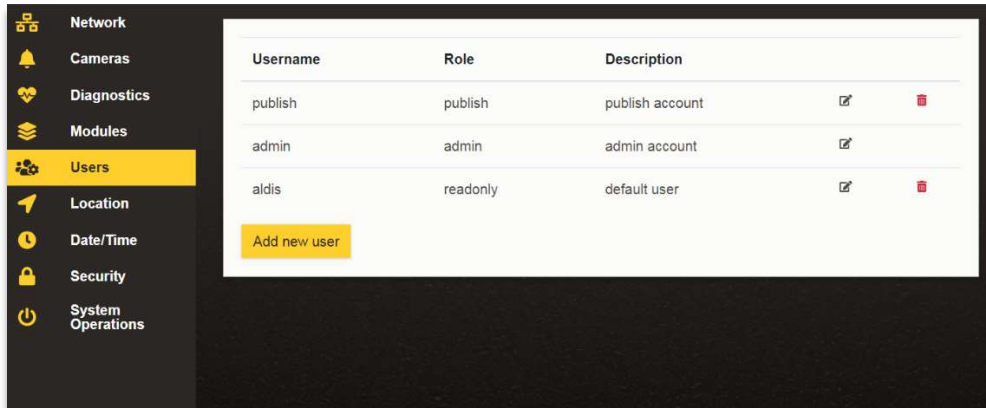 Network
Cameras
Diagnostics
Modules
Users
Location
Date/Time
Security
System
Operations
Username Role Description
publish publish publish account
admin admin admin account
aldis readonly default user
Add new user